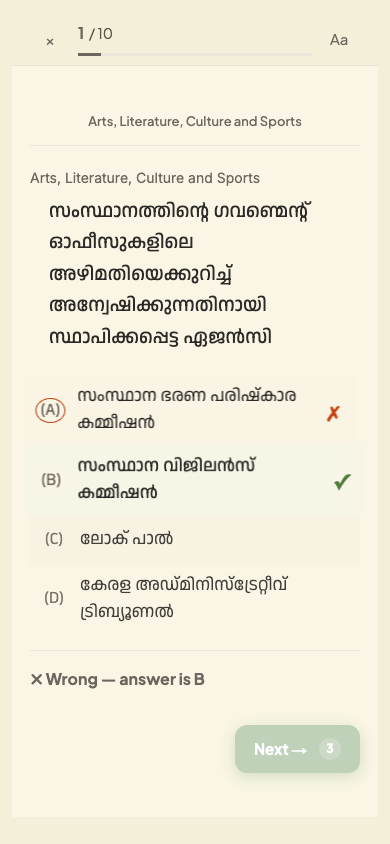 ×
1 / 10
Aa
Arts, Literature, Culture and Sports
Arts, Literature, Culture and Sports
സംസ്ഥാനത്തിന്റെ ഗവണ്മെന്റ്
ഓഫീസുകളിലെ
അഴിമതിയെക്കുറിച്ച്
അന്വേഷിക്കുന്നതിനായി
സ്ഥാപിക്കപ്പെട്ട ഏജൻസി
(A) സംസ്ഥാന ഭരണ പരിഷ്കാര
കമ്മീഷൻ ✗
(B) സംസ്ഥാന വിജിലൻസ്
കമ്മീഷൻ ✔
(C) ലോക് പാൽ
(D) കേരള അഡ്മിനിസ്ട്രേറ്റീവ്
ട്രിബ്യൂണൽ
✕ Wrong — answer is B
Next → 3